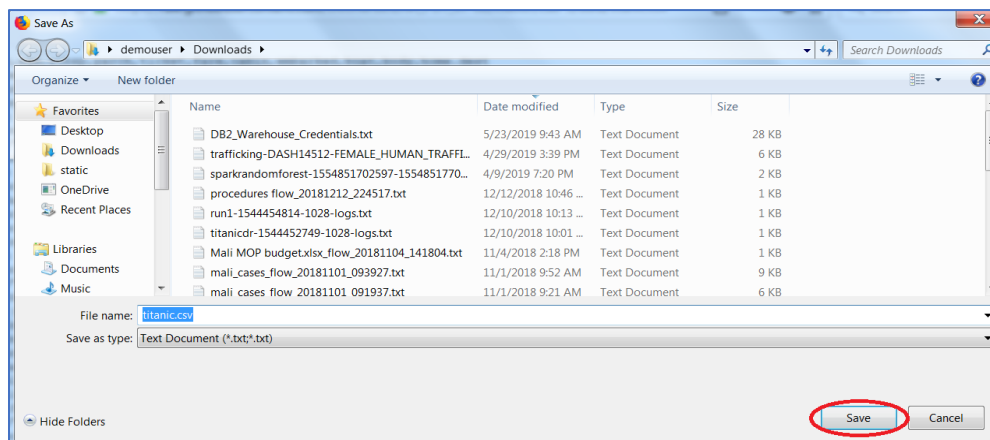 Save As
demouser Downloads
Search Downloads
Organize New folder
Favorites
Desktop
Downloads
static
OneDrive
Recent Places
Libraries
Documents
Music
Name Date modified Type Size
DB2_Warehouse_Credentials.txt 5/23/2019 9:43 AM Text Document 28 KB
trafficking-DASH14512-FEMALE_HUMAN_TRAFFI... 4/29/2019 3:39 PM Text Document 6 KB
sparkrandomforest-1554851702597-1554851770... 4/9/2019 7:20 PM Text Document 2 KB
procedures flow_20181212_224517.txt 12/12/2018 10:46 ... Text Document 1 KB
run1-1544454814-1028-logs.txt 12/10/2018 10:13 ... Text Document 1 KB
titanicdr-1544452749-1028-logs.txt 12/10/2018 10:01 ... Text Document 1 KB
Mali MOP budget.xlsx_flow_20181104_141804.txt 11/4/2018 2:18 PM Text Document 1 KB
mali_cases_flow_20181101_093927.txt 11/1/2018 9:52 AM Text Document 9 KB
mali_cases_flow_20181101_091937.txt 11/1/2018 9:21 AM Text Document 6 KB
File name: titanic.csv
Save as type: Text Document (*.txt;*.txt)
Hide Folders
Save Cancel